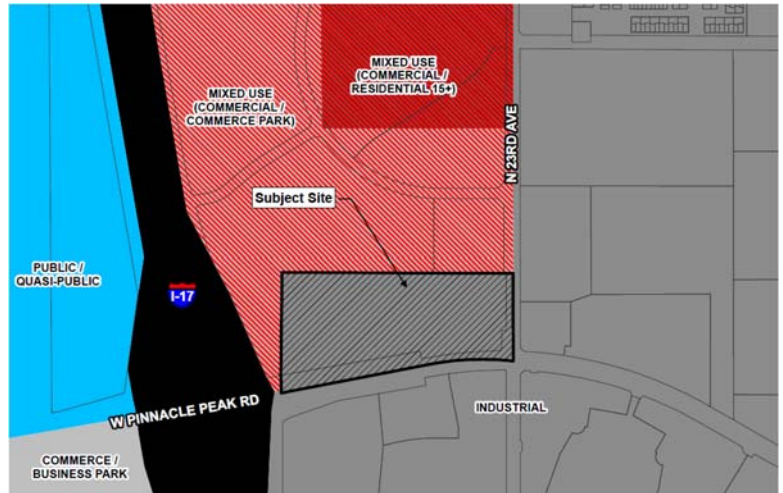 MIXED USE
(COMMERCIAL /
RESIDENTIAL 15+)
MIXED USE
(COMMERCIAL /
COMMERCE PARK)
N 23RD AVE
Subject Site
PUBLIC /
QUASI-PUBLIC
I-17
W PINNACLE PEAK RD
INDUSTRIAL
COMMERCE /
BUSINESS PARK